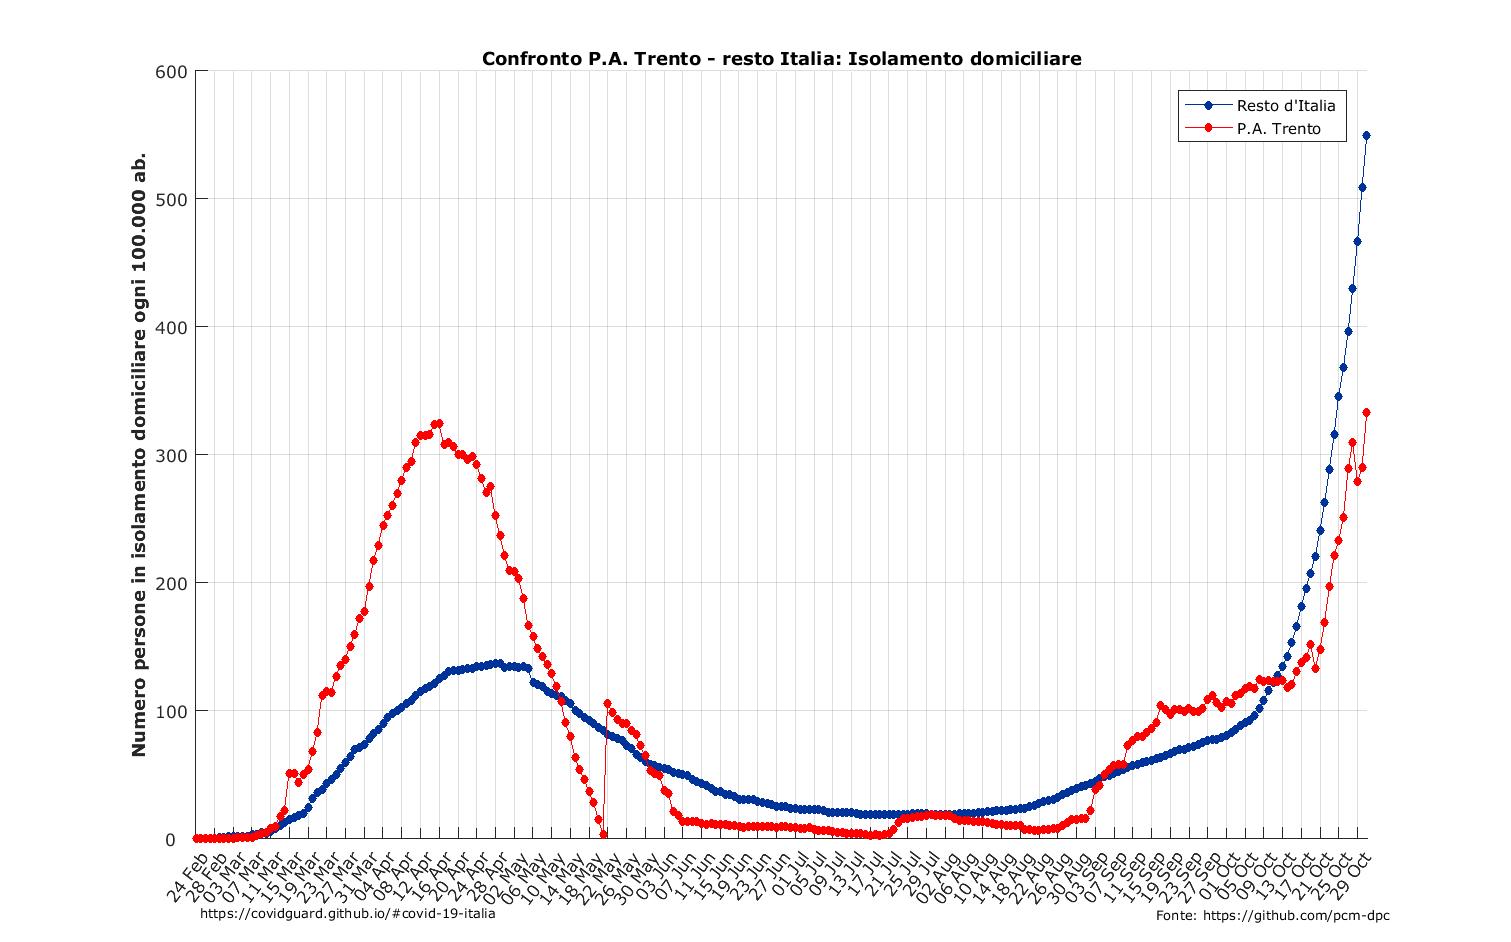 Confronto P.A. Trento - resto Italia: Isolamento domiciliare
Numero persone in isolamento domiciliare ogni 100.000 ab.
600
500
400
300
200
100
0
Resto d'Italia
P.A. Trento
24 Feb
28 Feb
03 Mar
07 Mar
11 Mar
15 Mar
19 Mar
23 Mar
27 Mar
31 Mar
04 Apr
08 Apr
12 Apr
16 Apr
20 Apr
24 Apr
28 Apr
02 May
06 May
10 May
14 May
18 May
22 May
26 May
30 May
03 Jun
07 Jun
11 Jun
15 Jun
19 Jun
23 Jun
27 Jun
01 Jul
05 Jul
09 Jul
13 Jul
17 Jul
21 Jul
25 Jul
29 Jul
02 Aug
06 Aug
10 Aug
14 Aug
18 Aug
22 Aug
26 Aug
30 Aug
03 Sep
07 Sep
11 Sep
15 Sep
19 Sep
23 Sep
27 Sep
01 Oct
05 Oct
09 Oct
13 Oct
17 Oct
21 Oct
25 Oct
29 Oct
https://covidguard.github.io/#covid-19-italia
Fonte: https://github.com/pcm-dpc